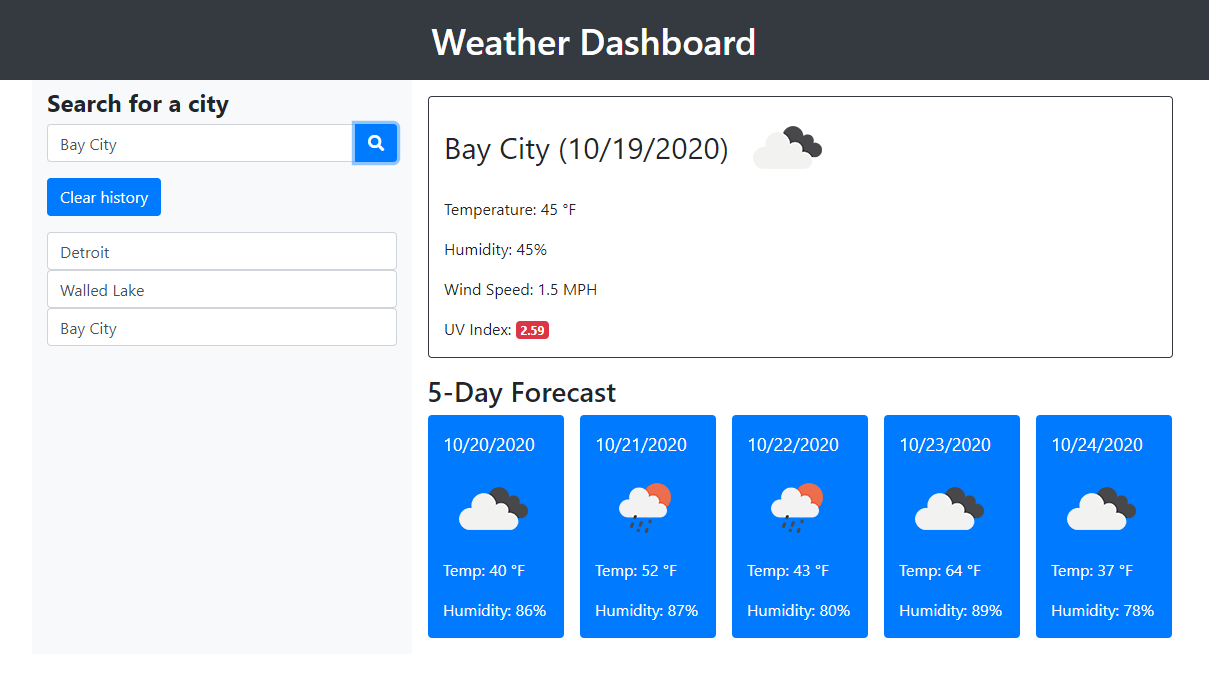 Weather Dashboard
Search for a city
Bay City
Clear history
Detroit
Walled Lake
Bay City
Bay City (10/19/2020)
Temperature: 45 °F
Humidity: 45%
Wind Speed: 1.5 MPH
UV Index: 2.59
5-Day Forecast
10/20/2020
Temp: 40 °F
Humidity: 86%
10/21/2020
Temp: 52 °F
Humidity: 87%
10/22/2020
Temp: 43 °F
Humidity: 80%
10/23/2020
Temp: 64 °F
Humidity: 89%
10/24/2020
Temp: 37 °F
Humidity: 78%